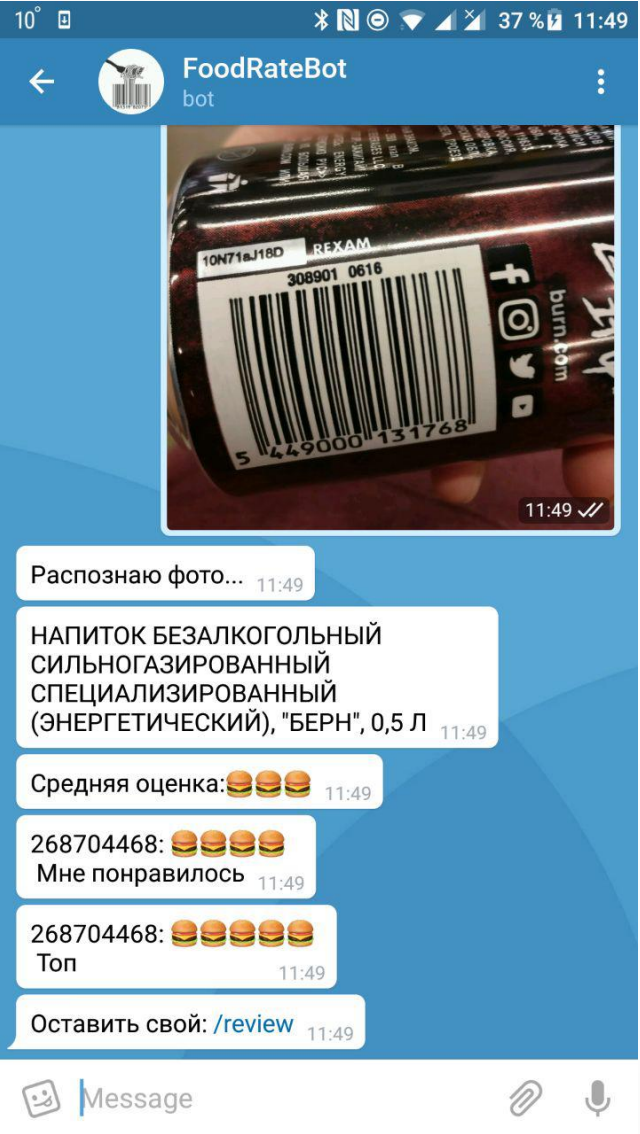 10°
37 % 11:49
FoodRateBot
bot
10N71aJ18D REXAM
308901 0616
5 449000 131768
burn.com
11:49
Распознаю фото... 11:49
НАПИТОК БЕЗАЛКОГОЛЬНЫЙ
СИЛЬНОГАЗИРОВАННЫЙ
СПЕЦИАЛИЗИРОВАННЫЙ
(ЭНЕРГЕТИЧЕСКИЙ), "БЕРН", 0,5 Л 11:49
Средняя оценка:🍔🍔🍔 11:49
268704468: 🍔🍔🍔🍔
Мне понравилось 11:49
268704468: 🍔🍔🍔🍔🍔
Топ 11:49
Оставить свой: /review 11:49
Message